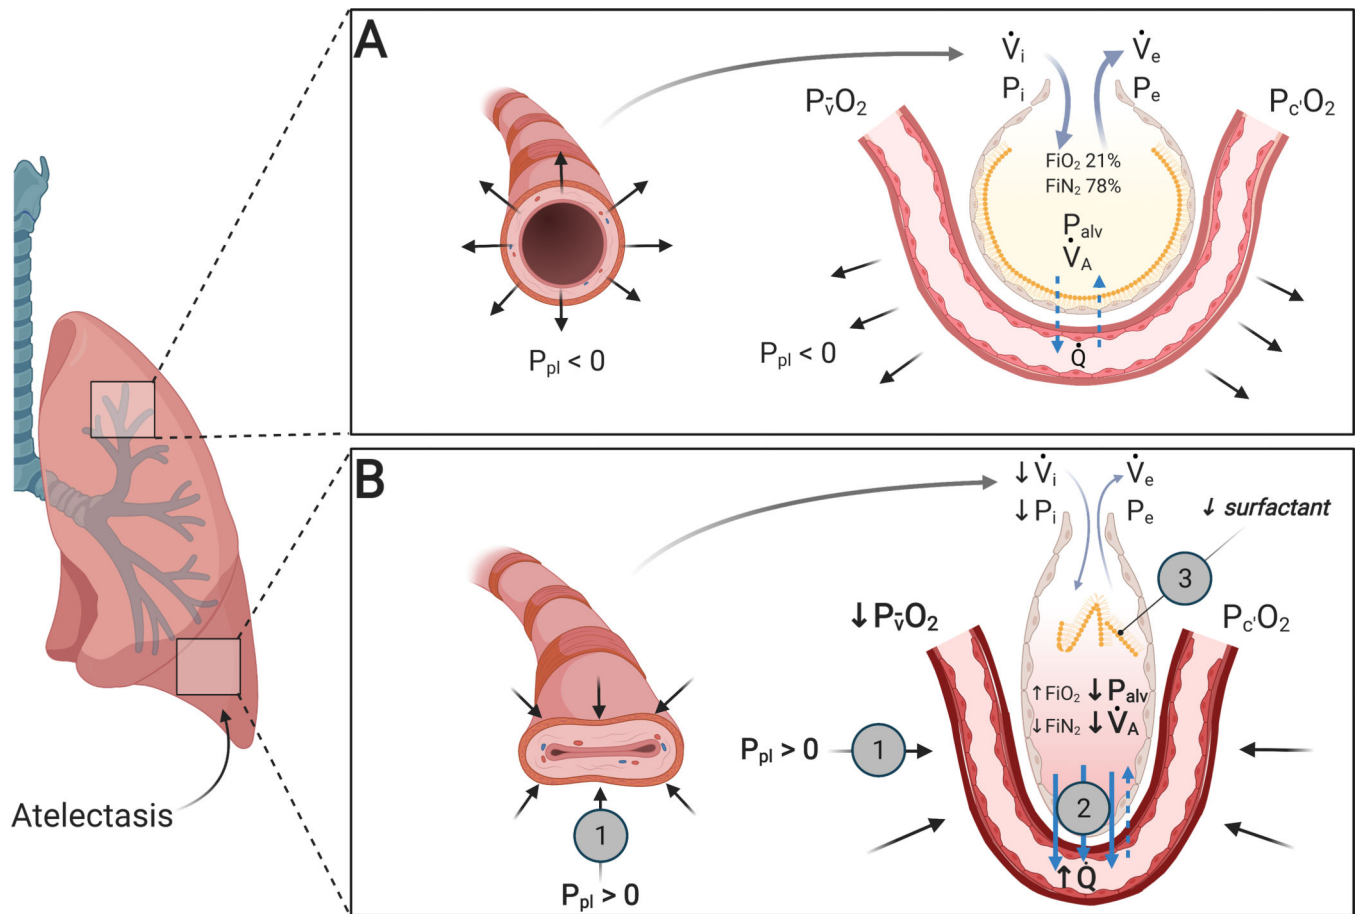 A
V̇i
V̇e
Pi
Pe
Pv̄O2
Pc'O2
FiO2 21%
FiN2 78%
Palv
V̇A
Ppl < 0
Ppl < 0
Q̇
B
↓V̇i
V̇e
↓Pi
Pe
↓ surfactant
3
↓Pv̄O2
Pc'O2
↑FiO2 ↓Palv
↓FiN2 ↓V̇A
Ppl > 0
1
2
1
↑Q̇
Ppl > 0
Atelectasis